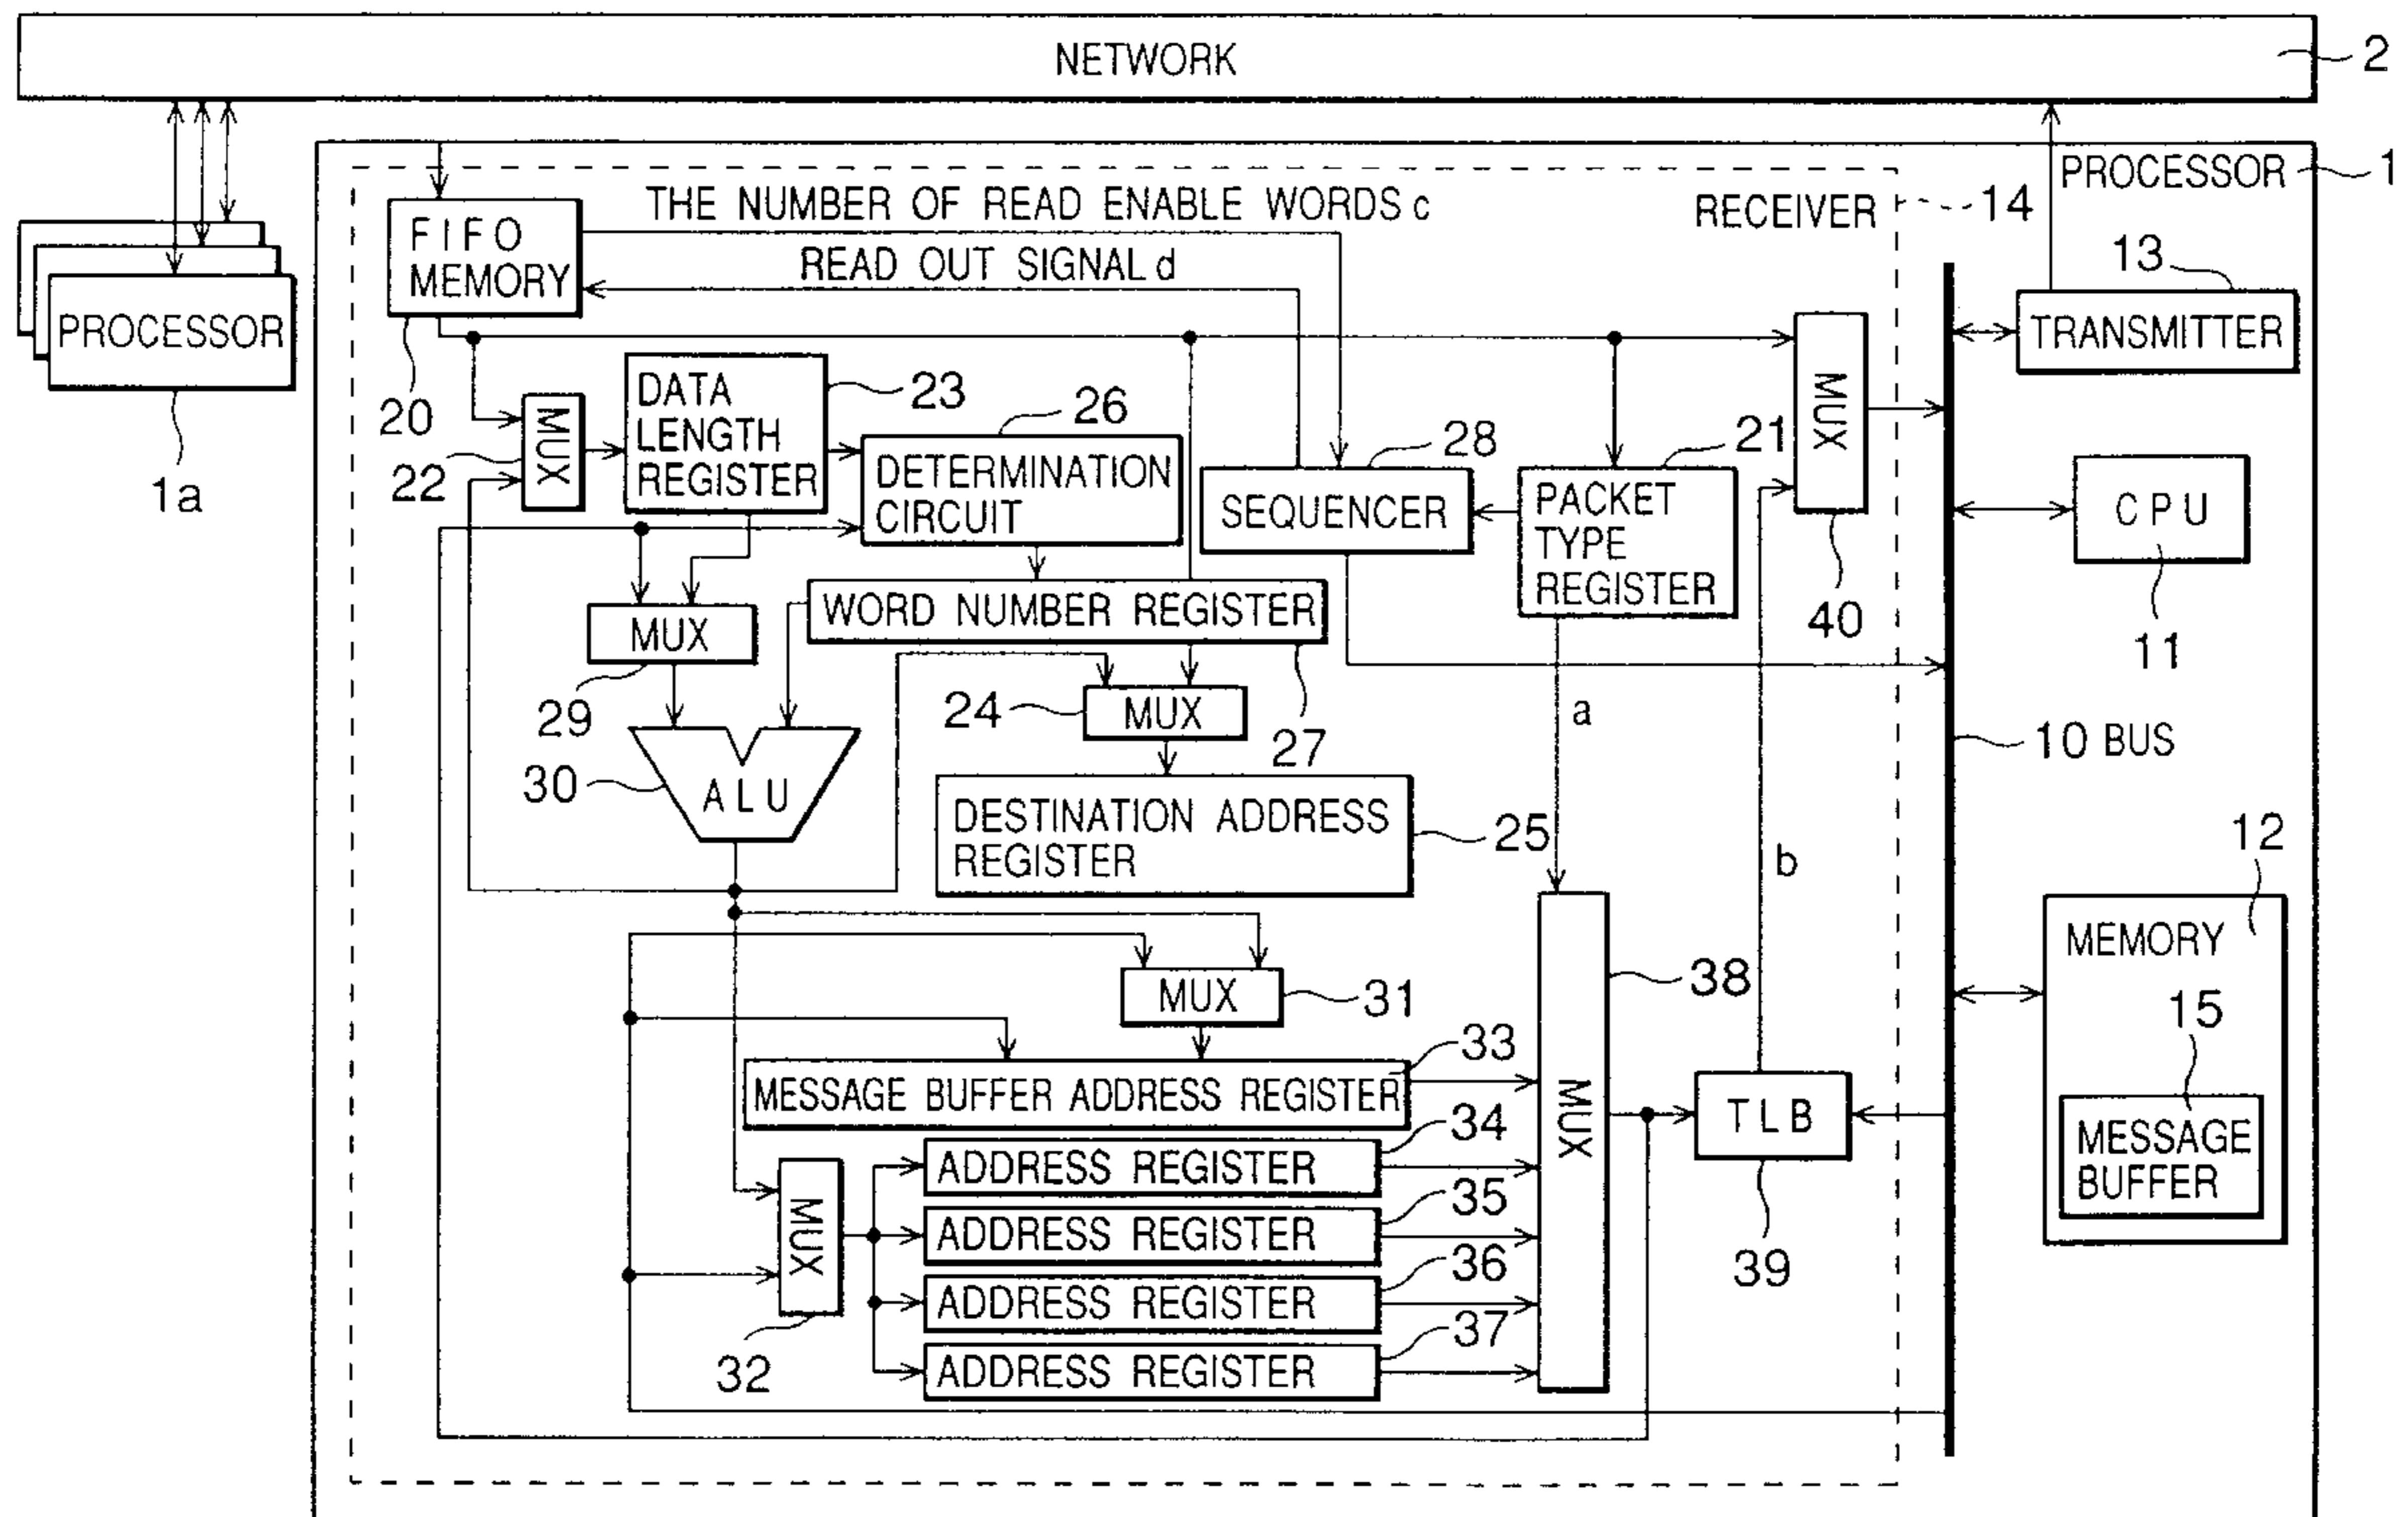 NETWORK
2
PROCESSOR
1
THE NUMBER OF READ ENABLE WORDS c
RECEIVER
14
FIFO
MEMORY
READ OUT SIGNAL d
13
TRANSMITTER
PROCESSOR
1a
20
MUX
22
DATA
LENGTH
REGISTER
23
26
DETERMINATION
CIRCUIT
28
SEQUENCER
21
PACKET
TYPE
REGISTER
MUX
40
CPU
11
WORD NUMBER REGISTER
27
MUX
29
24
MUX
a
10 BUS
30
ALU
DESTINATION ADDRESS
REGISTER
25
b
12
MEMORY
15
MESSAGE
BUFFER
MUX
31
38
MUX
33
MESSAGE BUFFER ADDRESS REGISTER
TLB
39
34
ADDRESS REGISTER
35
ADDRESS REGISTER
36
ADDRESS REGISTER
37
ADDRESS REGISTER
MUX
32